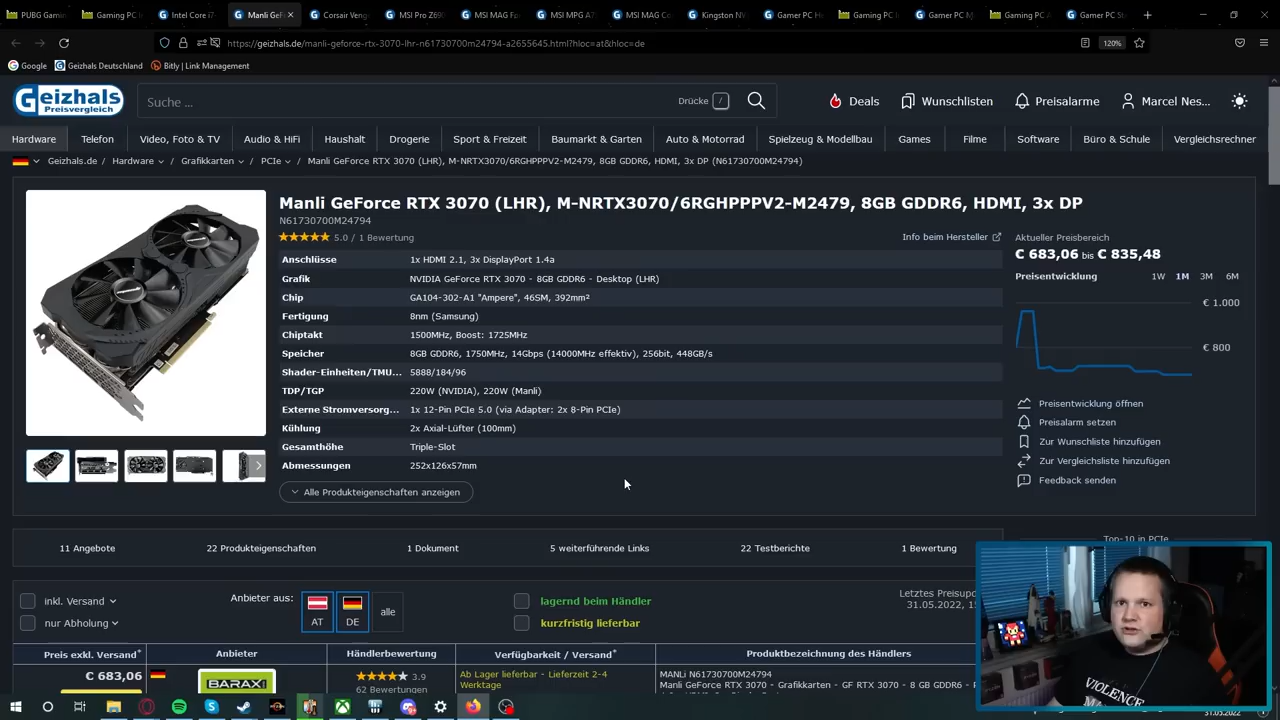 PUBG Gamin
Gaming PC i
Intel Core i7
Manli GeF
Corsair Veng
MSI Pro Z69
MSI MAG Fo
MSI MPG A
MSI MAG Co
Kingston NV
Gamer PC He
Gaming PC I
Gamer PC N
Gaming PC A
Gamer PC St
https://geizhals.de/manli-geforce-rtx-3070-lhr-n61730700m24794-a2655645.html?hloc=at&hloc=de
120%
Google
Geizhals Deutschland
Bitly | Link Management
Geizhals
Preisvergleich
Suche ...
Drücke /
Deals
Wunschlisten
Preisalarme
Marcel Nes...
Hardware
Telefon
Video, Foto & TV
Audio & HiFi
Haushalt
Drogerie
Sport & Freizeit
Baumarkt & Garten
Auto & Motorrad
Spielzeug & Modellbau
Games
Filme
Software
Büro & Schule
Vergleichsrechner
Geizhals.de / Hardware / Grafikkarten / PCIe / Manli GeForce RTX 3070 (LHR), M-NRTX3070/6RGHPPPV2-M2479, 8GB GDDR6, HDMI, 3x DP (N61730700M24794)
Manli GeForce RTX 3070 (LHR), M-NRTX3070/6RGHPPPV2-M2479, 8GB GDDR6, HDMI, 3x DP
N61730700M24794
5.0 / 1 Bewertung
Info beim Hersteller
Anschlüsse 1x HDMI 2.1, 3x DisplayPort 1.4a
Grafik NVIDIA GeForce RTX 3070 - 8GB GDDR6 - Desktop (LHR)
Chip GA104-302-A1 "Ampere", 46SM, 392mm²
Fertigung 8nm (Samsung)
Chiptakt 1500MHz, Boost: 1725MHz
Speicher 8GB GDDR6, 1750MHz, 14Gbps (14000MHz effektiv), 256bit, 448GB/s
Shader-Einheiten/TMU... 5888/184/96
TDP/TGP 220W (NVIDIA), 220W (Manli)
Externe Stromversorg... 1x 12-Pin PCIe 5.0 (via Adapter: 2x 8-Pin PCIe)
Kühlung 2x Axial-Lüfter (100mm)
Gesamthöhe Triple-Slot
Abmessungen 252x126x57mm
Alle Produkteigenschaften anzeigen
Aktueller Preisbereich
€ 683,06 bis € 835,48
Preisentwicklung 1W 1M 3M 6M
€ 1.000
€ 800
Preisentwicklung öffnen
Preisalarm setzen
Zur Wunschliste hinzufügen
Zur Vergleichsliste hinzufügen
Feedback senden
11 Angebote
22 Produkteigenschaften
1 Dokument
5 weiterführende Links
22 Testberichte
1 Bewertung
Top-10 in PCIe
inkl. Versand
nur Abholung
Anbieter aus:
AT
DE
alle
lagernd beim Händler
kurzfristig lieferbar
Letztes Preisup
31.05.2022, 1
Preis exkl. Versand*
Anbieter
Händlerbewertung
Verfügbarkeit / Versand*
Produktbezeichnung des Händlers
€ 683,06
BARAX
3.9
62 Bewertungen
Ab Lager lieferbar - Lieferzeit 2-4
Werktage
MANLi N61730700M24794
Manli GeForce RTX 3070 - Grafikkarten - GF RTX 3070 - 8 GB GDDR6 - P
VIOLENCE
31.05.2022